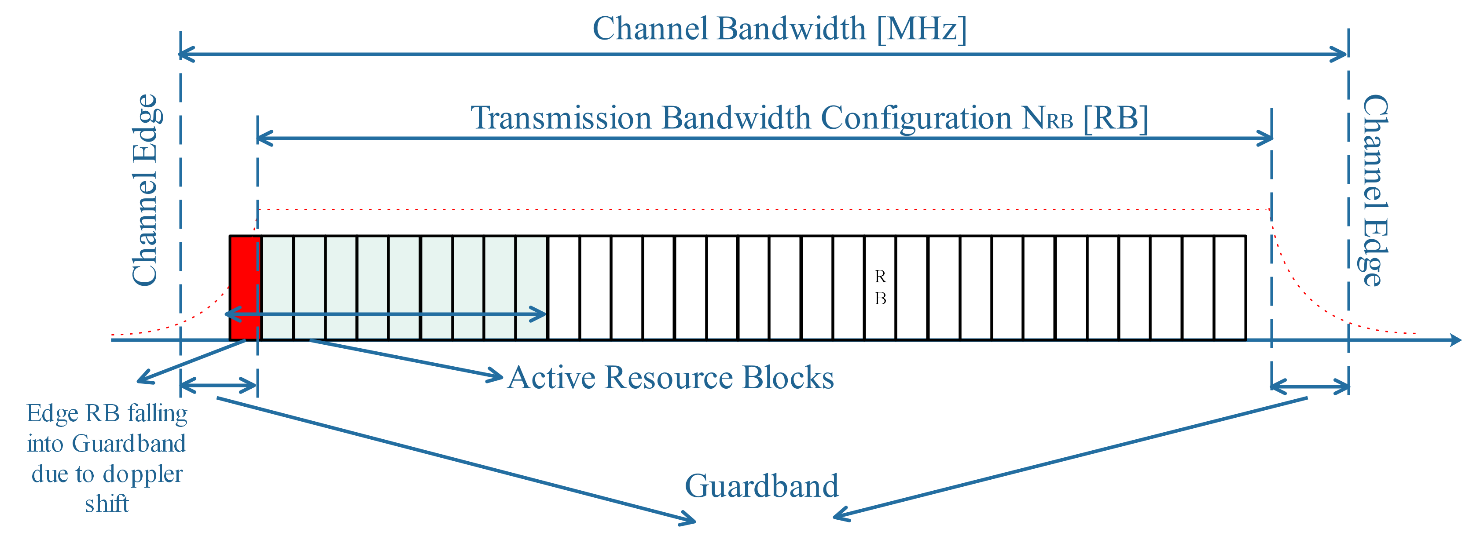 Channel Bandwidth [MHz]
Transmission Bandwidth Configuration NRB [RB]
Channel Edge
Channel Edge
R
B
Active Resource Blocks
Edge RB falling
into Guardband
due to doppler
shift
Guardband